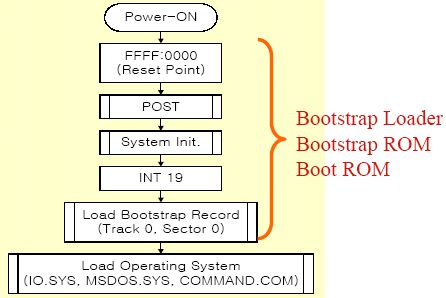 Power-ON
FFFF:0000
(Reset Point)
POST
System Init.
INT 19
Load Bootstrap Record
(Track 0, Sector 0)
Load Operating System
(IO.SYS, MSDOS.SYS, COMMAND.COM)
Bootstrap Loader
Bootstrap ROM
Boot ROM